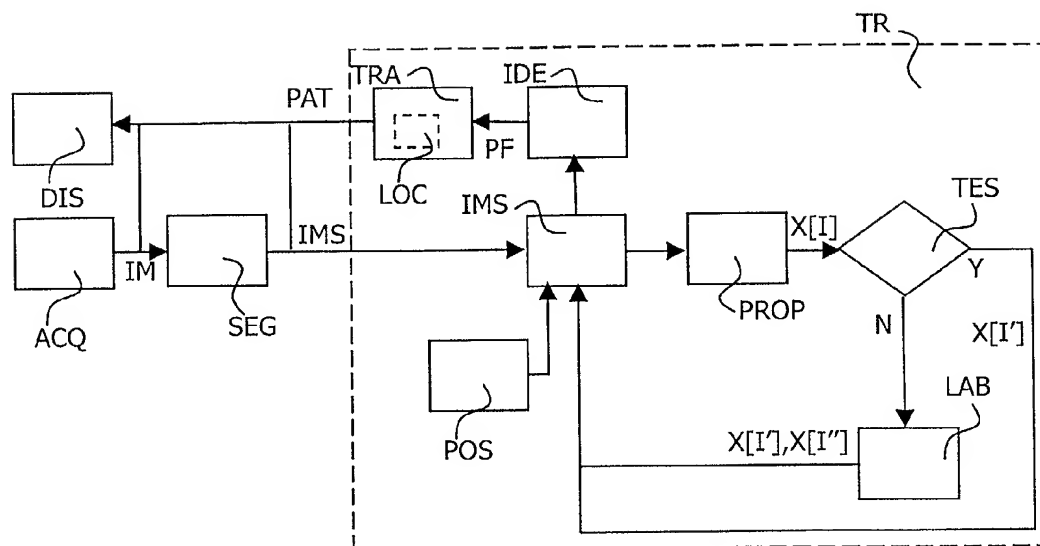 TR
TRA
IDE
PAT
PF
DIS
LOC
IMS
TES
X[I]
IMS
IM
Y
PROP
SEG
ACQ
N
X[I']
LAB
POS
X[I'],X[I"]